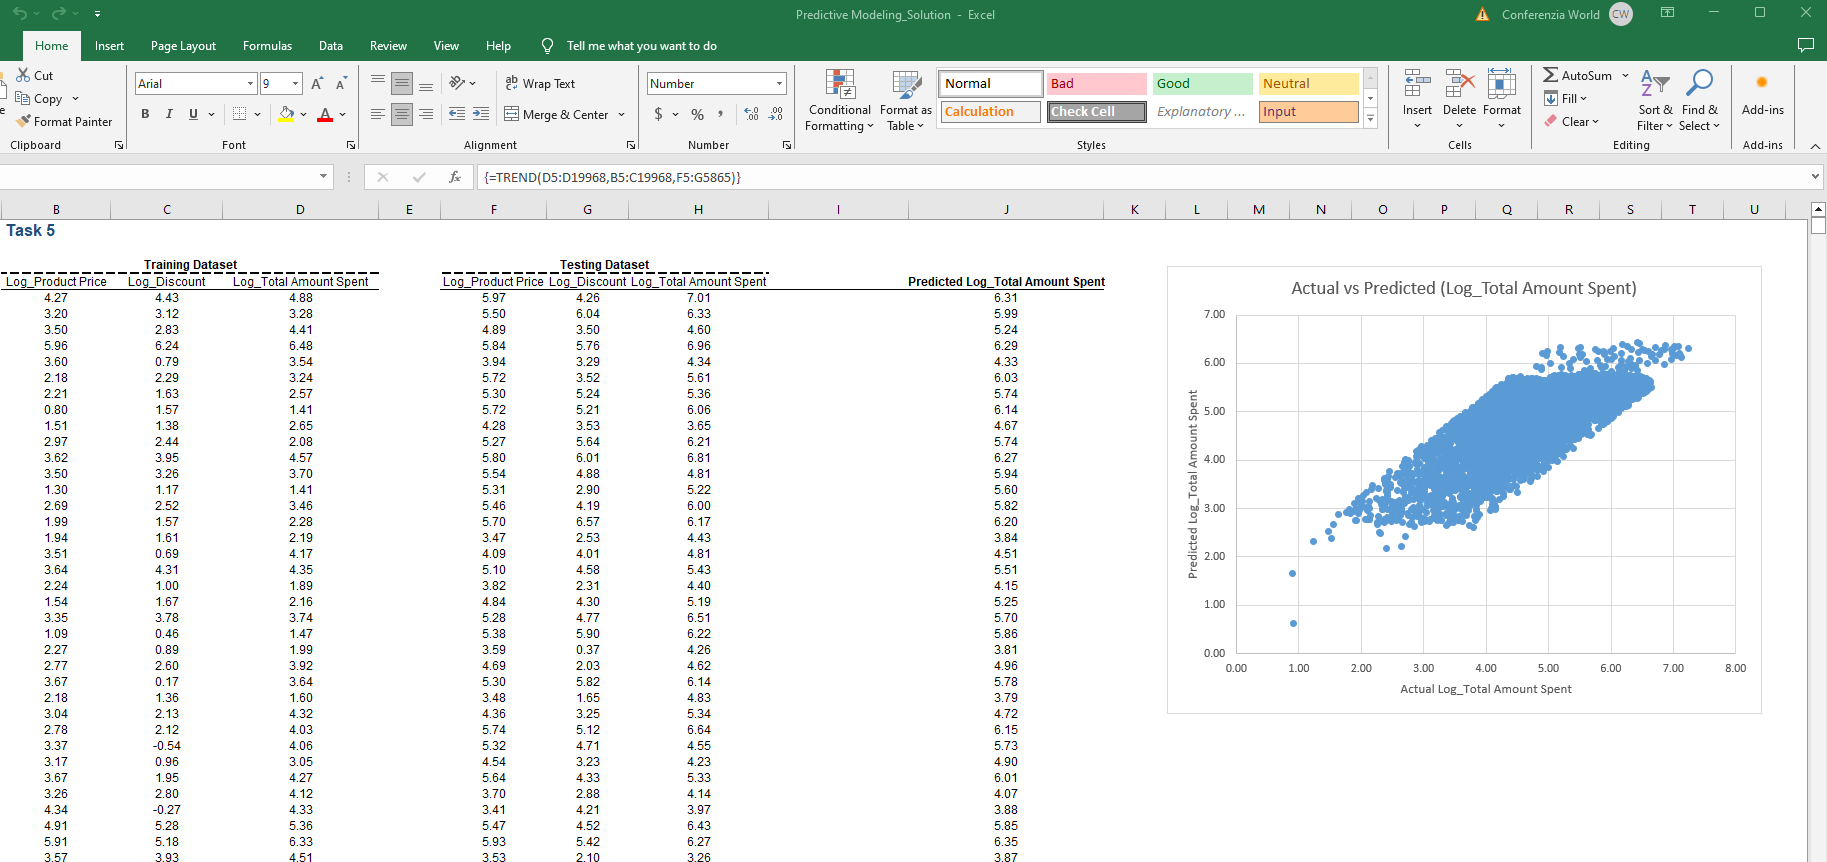 Predictive Modeling_Solution - Excel
Conferenzia World CW
Home Insert Page Layout Formulas Data Review View Help Tell me what you want to do
Cut
Copy
Format Painter
Clipboard
Arial 9 A A
B I U A
Font
ab Wrap Text
Merge & Center
Alignment
Number
$ % ,
Number
Conditional Formatting
Format as Table
Normal Bad Good Neutral
Calculation Check Cell Explanatory ... Input
Styles
Insert Delete Format
Cells
AutoSum
Fill
Clear
Sort & Filter
Find & Select
Editing
Add-ins
Add-ins
fx {=TREND(D5:D19968,B5:C19968,F5:G5865)}
B C D E F G H I J K L M N O P Q R S T U
Task 5
Training Dataset Testing Dataset
Log_Product Price Log_Discount Log_Total Amount Spent Log_Product Price Log_Discount Log_Total Amount Spent Predicted Log_Total Amount Spent
4.27 4.43 4.88 5.97 4.26 7.01 6.31
3.20 3.12 3.28 5.50 6.04 6.33 5.99
3.50 2.83 4.41 4.89 3.50 4.60 5.24
5.96 6.24 6.48 5.84 5.76 6.96 6.29
3.60 0.79 3.54 3.94 3.29 4.34 4.33
2.18 2.29 3.24 5.72 3.52 5.61 6.03
2.21 1.63 2.57 5.30 5.24 5.36 5.74
0.80 1.57 1.41 5.72 5.21 6.06 6.14
1.51 1.38 2.65 4.28 3.53 3.65 4.67
2.97 2.44 2.08 5.27 5.64 6.21 5.74
3.62 3.95 4.57 5.80 6.01 6.81 6.27
3.50 3.26 3.70 5.54 4.88 4.81 5.94
1.30 1.17 1.41 5.31 2.90 5.22 5.60
2.69 2.52 3.46 5.46 4.19 6.00 5.82
1.99 1.57 2.28 5.70 6.57 6.17 6.20
1.94 1.61 2.19 3.47 2.53 4.43 3.84
3.51 0.69 4.17 4.09 4.01 4.81 4.51
3.64 4.31 4.35 5.10 4.58 5.43 5.51
2.24 1.00 1.89 3.82 2.31 4.40 4.15
1.54 1.67 2.16 4.84 4.30 5.19 5.25
3.35 3.78 3.74 5.28 4.77 6.51 5.70
1.09 0.46 1.47 5.38 5.90 6.22 5.86
2.27 0.89 1.99 3.59 0.37 4.26 3.81
2.77 2.60 3.92 4.69 2.03 4.62 4.96
3.67 0.17 3.64 5.30 5.82 6.14 5.78
2.18 1.36 1.60 3.48 1.65 4.83 3.79
3.04 2.13 4.32 4.36 3.25 5.34 4.72
2.78 2.12 4.03 5.74 5.12 6.64 6.15
3.37 -0.54 4.06 5.32 4.71 4.55 5.73
3.17 0.96 3.05 4.54 3.23 4.23 4.90
3.67 1.95 4.27 5.64 4.33 5.33 6.01
3.26 2.80 4.12 3.70 2.88 4.14 4.07
4.34 -0.27 4.33 3.41 4.21 3.97 3.88
4.91 5.28 5.36 5.47 4.52 6.43 5.85
5.91 5.18 6.33 5.93 5.42 6.27 6.35
3.57 3.93 4.51 3.53 2.10 3.26 3.87
Actual vs Predicted (Log_Total Amount Spent)
Predicted Log_Total Amount Spent
7.00
6.00
5.00
4.00
3.00
2.00
1.00
0.00
0.00 1.00 2.00 3.00 4.00 5.00 6.00 7.00 8.00
Actual Log_Total Amount Spent